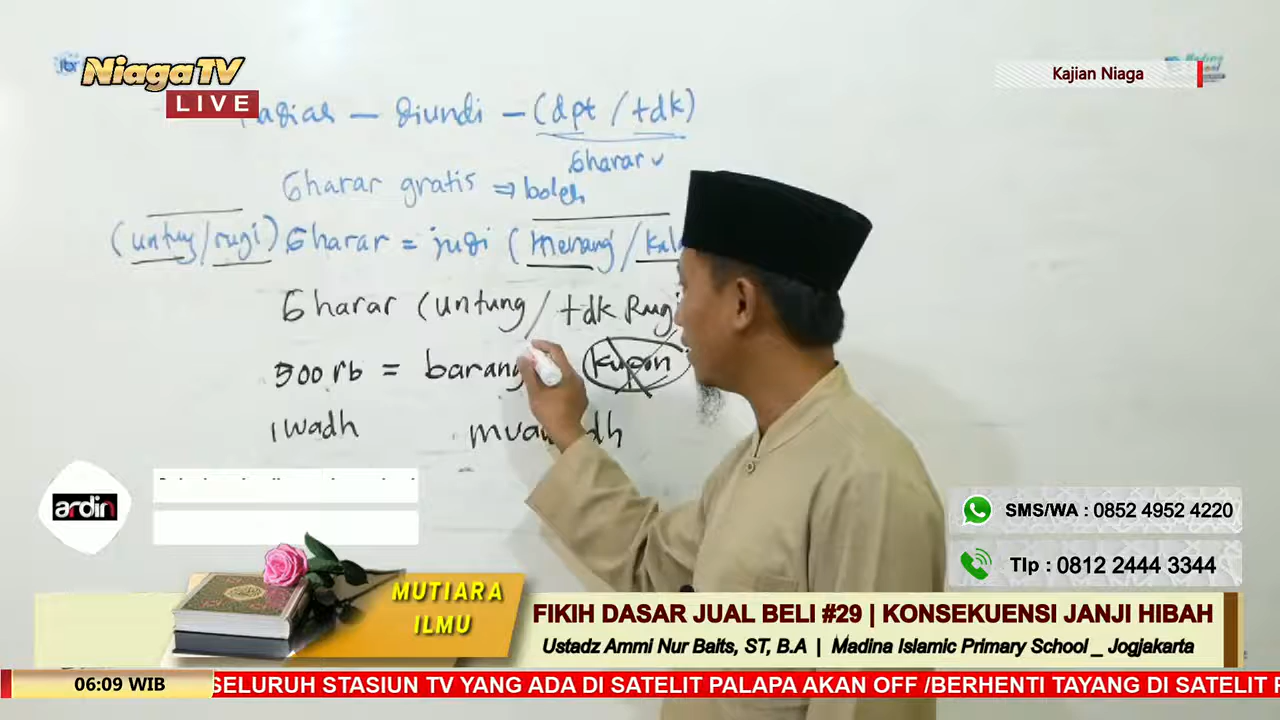 NiagaTV
LIVE
Kajian Niaga
— diundi — (dpt / tdk)
Gharar ✓
Gharar gratis ⇒ boleh
(untung/rugi) Gharar = judi (menang/kal
Gharar (untung / tdk Rugi
500 rb = barang kupon
iwadh
ardin
SMS/WA : 0852 4952 4220
Tlp : 0812 2444 3344
MUTIARA
ILMU
FIKIH DASAR JUAL BELI #29 | KONSEKUENSI JANJI HIBAH
Ustadz Ammi Nur Baits, ST, B.A | Madina Islamic Primary School _ Jogjakarta
06:09 WIB
SELURUH STASIUN TV YANG ADA DI SATELIT PALAPA AKAN OFF /BERHENTI TAYANG DI SATELIT